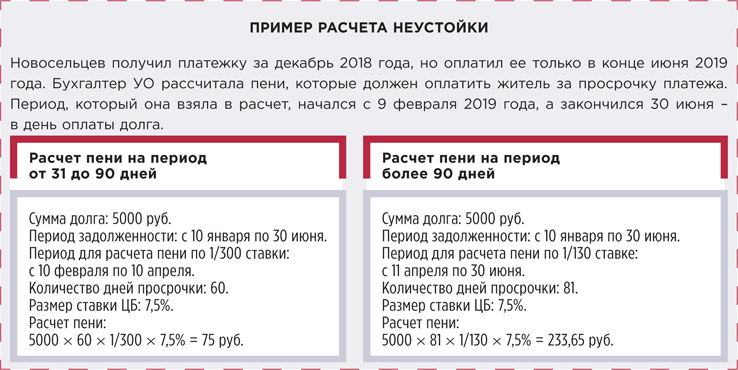 ПРИМЕР РАСЧЕТА НЕУСТОЙКИ
Новосельцев получил платежку за декабрь 2018 года, но оплатил ее только в конце июня 2019
года. Бухгалтер УО рассчитала пени, которые должен оплатить житель за просрочку платежа.
Период, который она взяла в расчет, начался с 9 февраля 2019 года, а закончился 30 июня –
в день оплаты долга.
Расчет пени на период
от 31 до 90 дней
Сумма долга: 5000 руб.
Период задолженности: с 10 января по 30 июня.
Период для расчета пени по 1/300 ставки:
с 10 февраля по 10 апреля.
Количество дней просрочки: 60.
Размер ставки ЦБ: 7,5%.
Расчет пени:
5000 × 60 × 1/300 × 7,5% = 75 руб.
Расчет пени на период
более 90 дней
Сумма долга: 5000 руб.
Период задолженности: с 10 января по 30 июня.
Период для расчета пени по 1/130 ставке:
с 11 апреля по 30 июня.
Количество дней просрочки: 81.
Размер ставки ЦБ: 7,5%.
Расчет пени:
5000 × 81 × 1/130 × 7,5% = 233,65 руб.